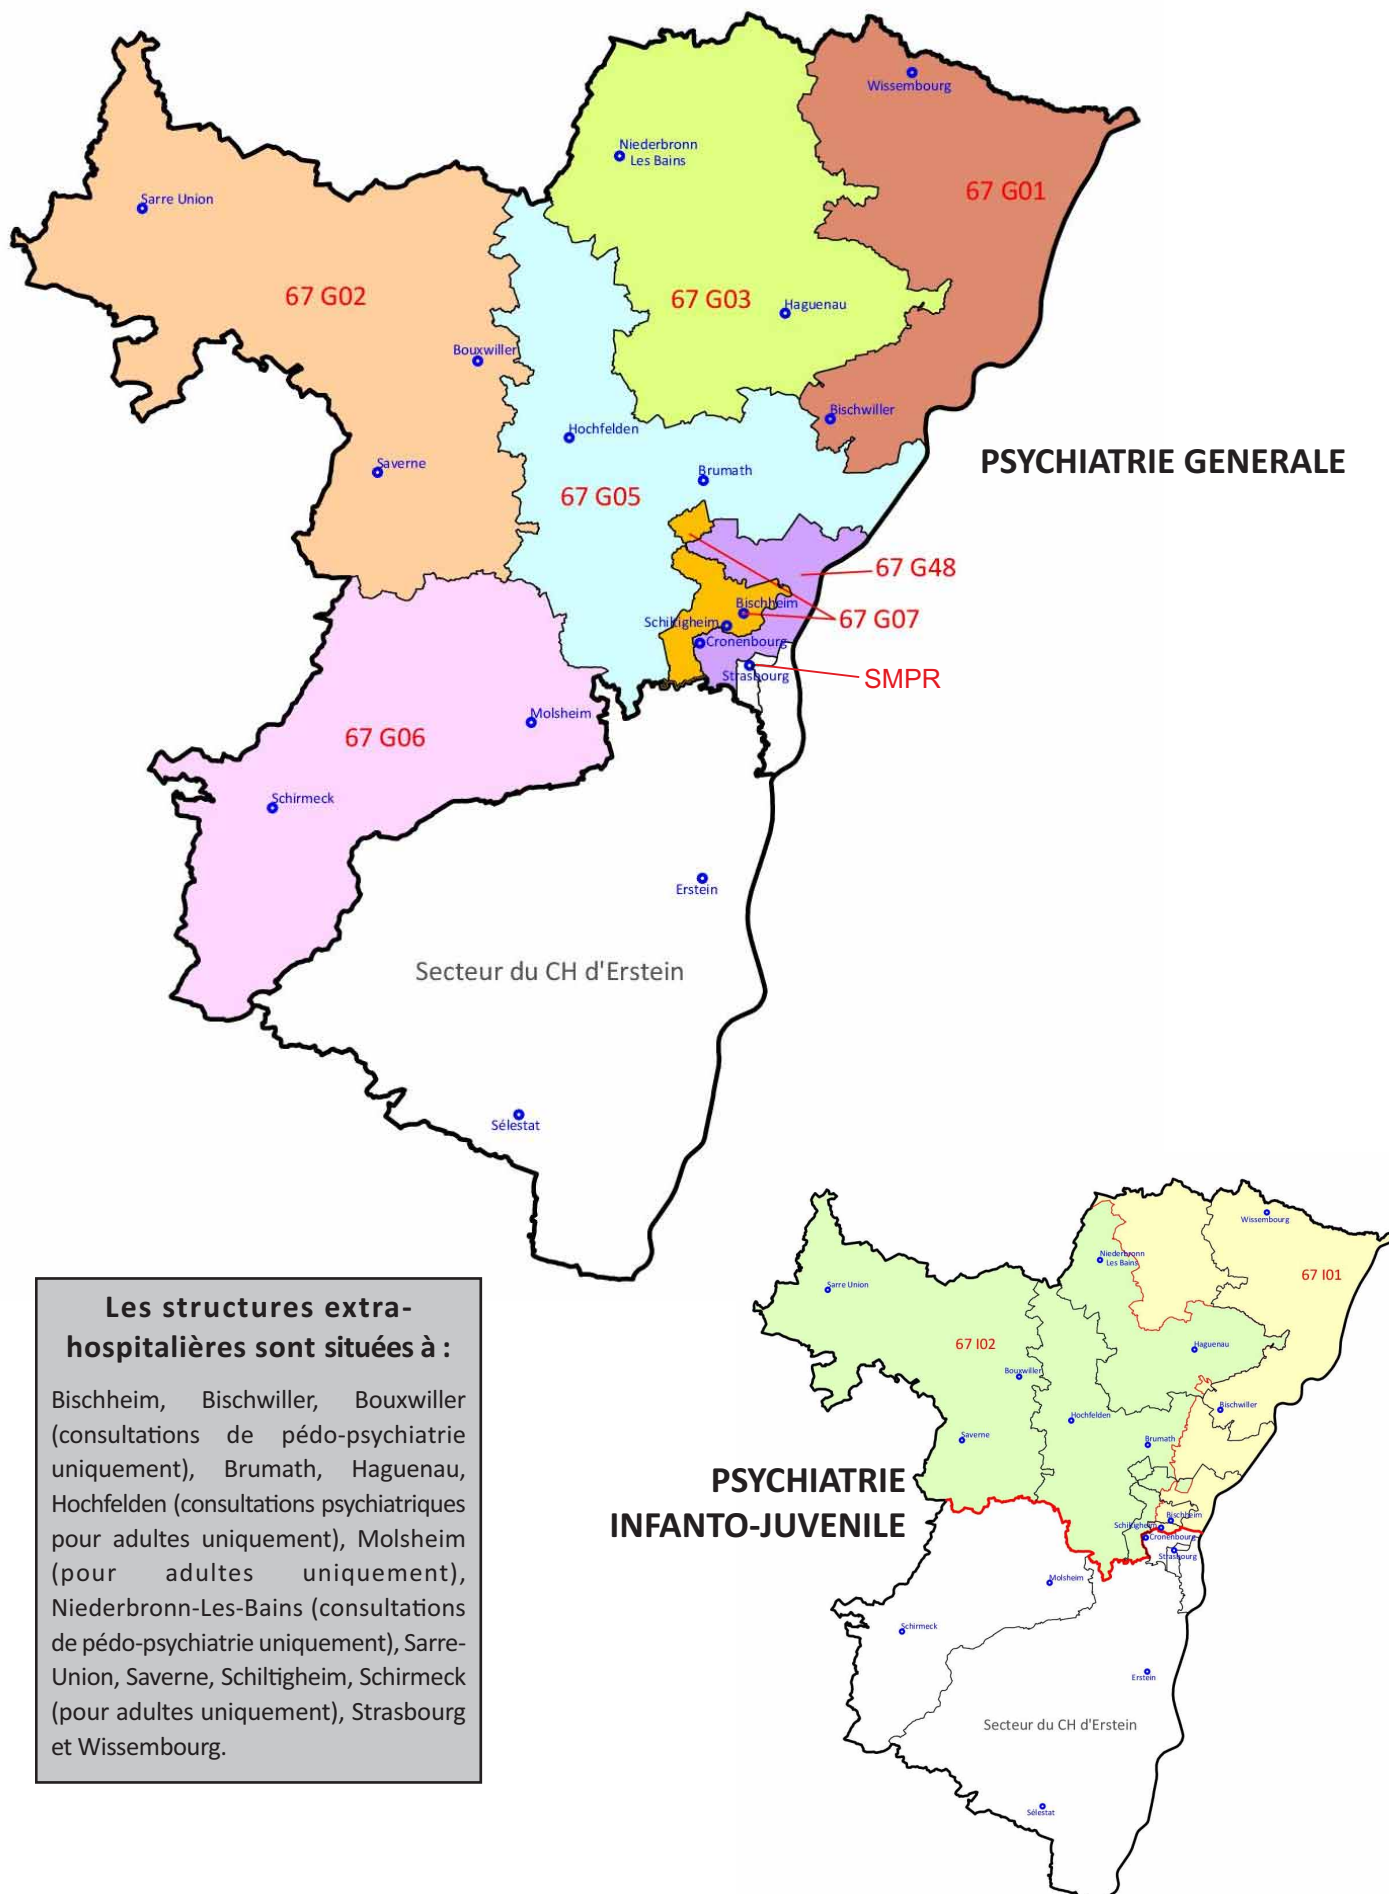 Wissembourg
Niederbronn
Les Bains
67 G01
Sarre Union
67 G02
67 G03
Haguenau
Bouxwiller
Bischwiller
Hochfelden
PSYCHIATRIE GENERALE
Saverne
Brumath
67 G05
67 G48
Bischheim
67 G07
Schiltigheim
Cronenbourg
Strasbourg
SMPR
Molsheim
67 G06
Schirmeck
Erstein
Secteur du CH d'Erstein
Sélestat
Les structures extra-
hospitalières sont situées à :
Bischheim, Bischwiller, Bouxwiller
(consultations de pédo-psychiatrie
uniquement), Brumath, Haguenau,
Hochfelden (consultations psychiatriques
pour adultes uniquement), Molsheim
(pour adultes uniquement),
Niederbronn-Les-Bains (consultations
de pédo-psychiatrie uniquement), Sarre-
Union, Saverne, Schiltigheim, Schirmeck
(pour adultes uniquement), Strasbourg
et Wissembourg.
Wissembourg
Niederbronn
Les Bains
67 I01
Sarre Union
67 I02
Haguenau
Bouxwiller
Bischwiller
Hochfelden
Saverne
Brumath
PSYCHIATRIE
INFANTO-JUVENILE
Bischheim
Schiltigheim
Cronenbourg
Strasbourg
Molsheim
Schirmeck
Erstein
Secteur du CH d'Erstein
Sélestat